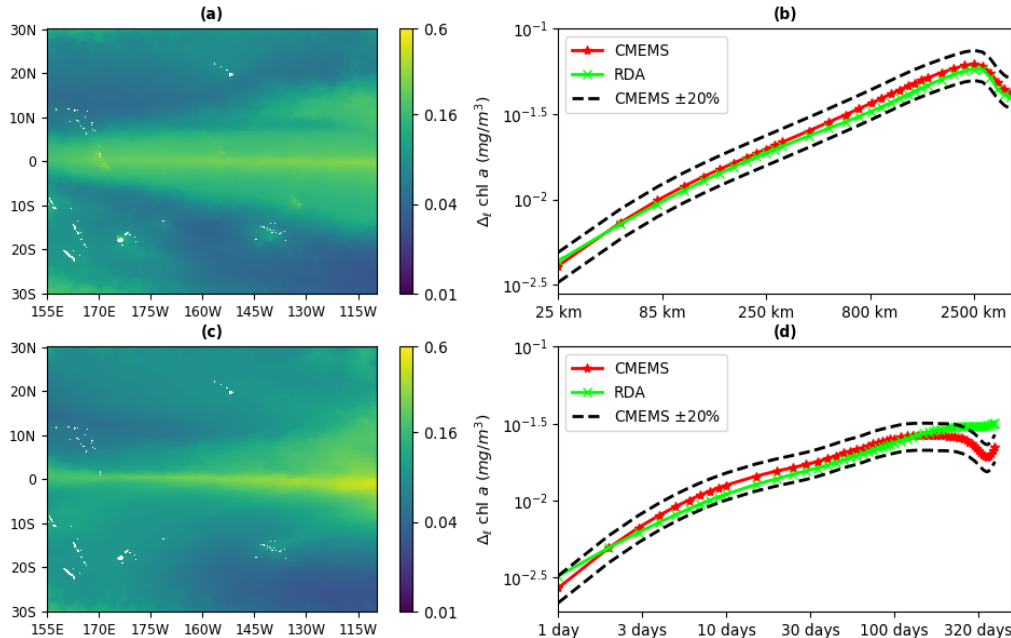 (a)
30N
20N
10N
0
10S
20S
30S
155E 170E 175W 160W 145W 130W 115W
0.6
0.16
0.04
0.01
Δℓ chl a (mg/m³)
(b)
CMEMS
RDA
CMEMS ±20%
10⁻¹
10⁻¹·⁵
10⁻²
10⁻²·⁵
25 km 85 km 250 km 800 km 2500 km
(c)
30N
20N
10N
0
10S
20S
30S
155E 170E 175W 160W 145W 130W 115W
0.6
0.16
0.04
0.01
Δℓ chl a (mg/m³)
(d)
CMEMS
RDA
CMEMS ±20%
10⁻¹
10⁻¹·⁵
10⁻²
10⁻²·⁵
1 day 3 days 10 days 30 days 100 days 320 days